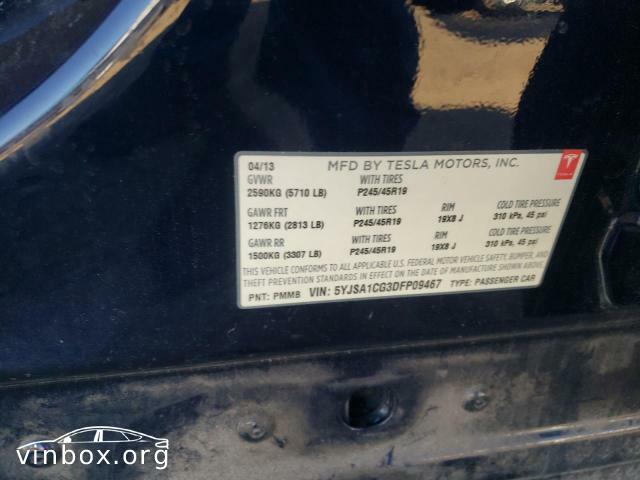 04/13 MFD BY TESLA MOTORS, INC.
GVWR WITH TIRES
2590KG (5710 LB) P245/45R19
GAWR FRT WITH TIRES RIM COLD TIRE PRESSURE
1276KG (2813 LB) P245/45R19 19X8 J 310 kPa, 45 psi
GAWR RR WITH TIRES RIM COLD TIRE PRESSURE
1500KG (3307 LB) P245/45R19 19X8 J 310 kPa, 45 psi
THIS VEHICLE CONFORMS TO ALL APPLICABLE U.S. FEDERAL MOTOR VEHICLE SAFETY, BUMPER, AND
THEFT PREVENTION STANDARDS IN EFFECT ON THE DATE OF MANUFACTURE SHOWN ABOVE.
PNT: PMMB VIN: 5YJSA1CG3DFP09467 TYPE: PASSENGER CAR
vinbox.org